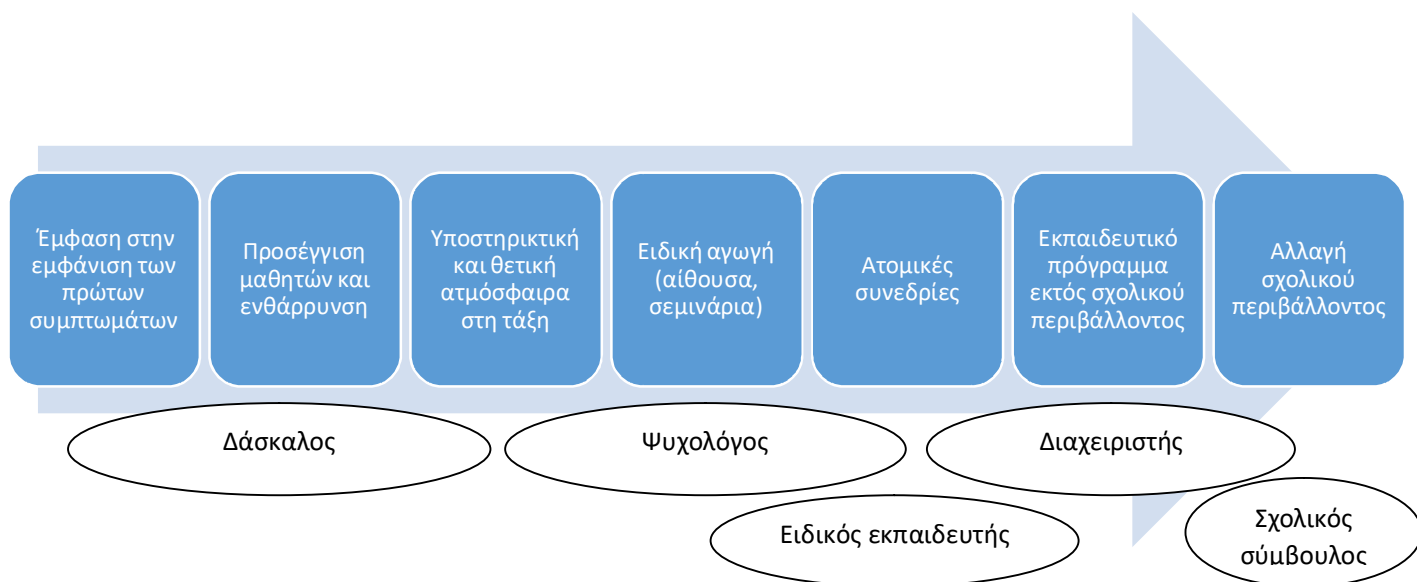 Έμφαση στην
εμφάνιση των
πρώτων
συμπτωμάτων
Προσέγγιση
μαθητών και
ενθάρρυνση
Υποστηρικτική
και θετική
ατμόσφαιρα
στη τάξη
Ειδική αγωγή
(αίθουσα,
σεμινάρια)
Ατομικές
συνεδρίες
Εκπαιδευτικό
πρόγραμμα
εκτός σχολικού
περιβάλλοντος
Αλλαγή
σχολικού
περιβάλλοντος
Δάσκαλος
Ψυχολόγος
Διαχειριστής
Ειδικός εκπαιδευτής
Σχολικός
σύμβουλος